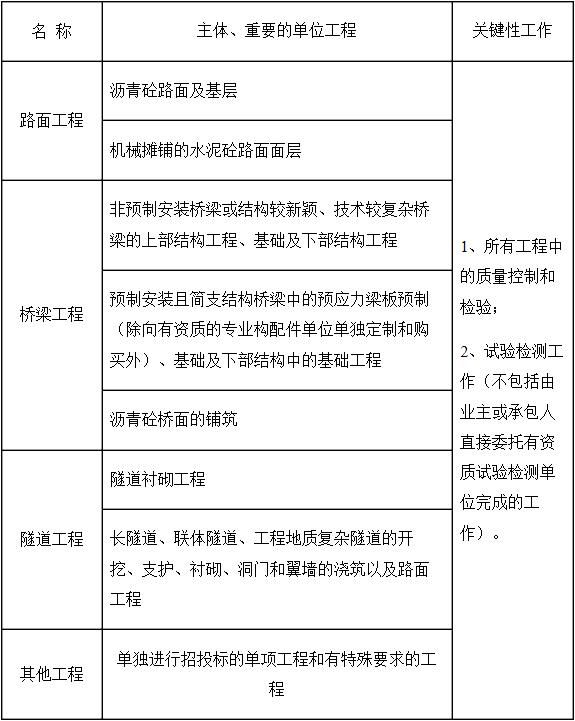 名 称
主体、重要的单位工程
关键性工作
路面工程
沥青砼路面及基层
机械摊铺的水泥砼路面面层
桥梁工程
非预制安装桥梁或结构较新颖、技术较复杂桥
梁的上部结构工程、基础及下部结构工程
预制安装且简支结构桥梁中的预应力梁板预制
（除向有资质的专业构配件单位单独定制和购
买外）、基础及下部结构中的基础工程
沥青砼桥面的铺筑
隧道工程
隧道衬砌工程
长隧道、联体隧道、工程地质复杂隧道的开
挖、支护、衬砌、洞门和翼墙的浇筑以及路面
工程
其他工程
单独进行招投标的单项工程和有特殊要求的工
程
1、所有工程中
的质量控制和
检验；
2、试验检测工
作（不包括由
业主或承包人
直接委托有资
质试验检测单
位完成的工
作）。